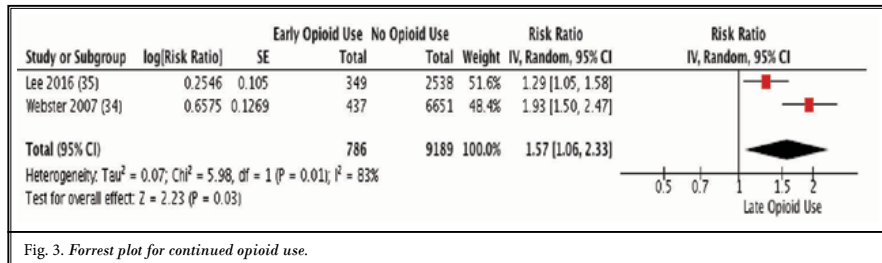 Early Opioid Use No Opioid Use Risk Ratio Risk Ratio
Study or Subgroup log[Risk Ratio] SE Total Total Weight IV, Random, 95% CI IV, Random, 95% CI
Lee 2016 (35) 0.2546 0.105 349 2538 51.6% 1.29 [1.05, 1.58]
Webster 2007 (34) 0.6575 0.1269 437 6651 48.4% 1.93 [1.50, 2.47]
Total (95% CI) 786 9189 100.0% 1.57 [1.06, 2.33]
Heterogeneity: Tau² = 0.07; Chi² = 5.98, df = 1 (P = 0.01); I² = 83%
Test for overall effect: Z = 2.23 (P = 0.03)
0.5 0.7 1 1.5 2
Late Opioid Use
Fig. 3. Forrest plot for continued opioid use.